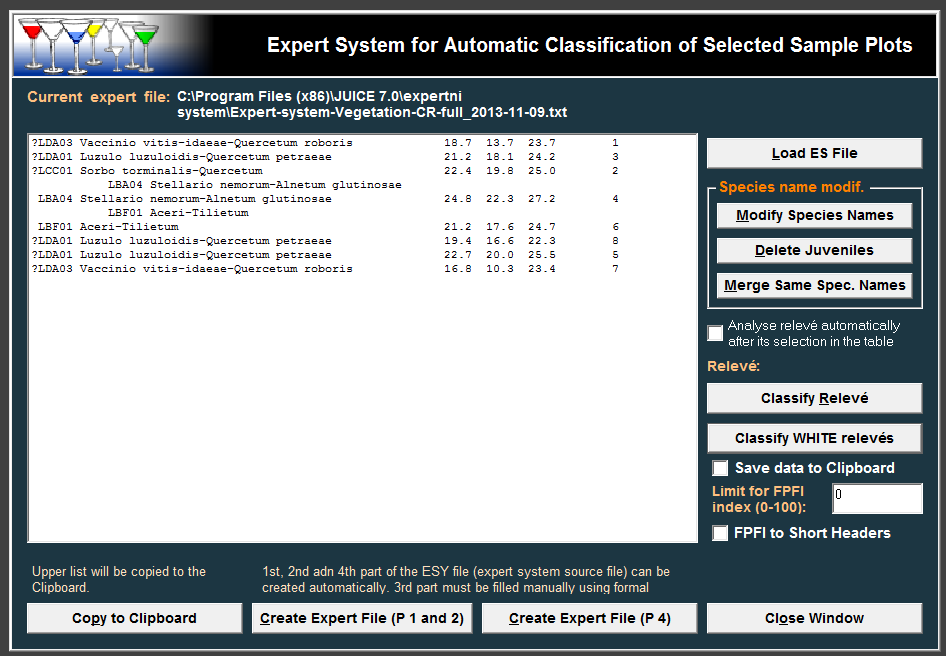 Expert System for Automatic Classification of Selected Sample Plots
Current expert file: C:\Program Files (x86)\JUICE 7.0\expertni
system\Expert-system-Vegetation-CR-full_2013-11-09.txt
?LDA03 Vaccinio vitis-idaeae-Quercetum roboris 18.7 13.7 23.7 1
?LDA01 Luzulo luzuloidis-Quercetum petraeae 21.2 18.1 24.2 3
?LCC01 Sorbo torminalis-Quercetum 22.4 19.8 25.0 2
LBA04 Stellario nemorum-Alnetum glutinosae
LBA04 Stellario nemorum-Alnetum glutinosae 24.8 22.3 27.2 4
LBF01 Aceri-Tilietum
LBF01 Aceri-Tilietum 21.2 17.6 24.7 6
?LDA01 Luzulo luzuloidis-Quercetum petraeae 19.4 16.6 22.3 8
?LDA01 Luzulo luzuloidis-Quercetum petraeae 22.7 20.0 25.5 5
?LDA03 Vaccinio vitis-idaeae-Quercetum roboris 16.8 10.3 23.4 7
Load ES File
Species name modif.
Modify Species Names
Delete Juveniles
Merge Same Spec. Names
Analyse relevé automatically
after its selection in the table
Relevé:
Classify Relevé
Classify WHITE relevés
Save data to Clipboard
Limit for FPFI
index (0-100):
0
FPFI to Short Headers
Upper list will be copied to the
Clipboard.
1st, 2nd adn 4th part of the ESY file (expert system source file) can be
created automatically. 3rd part must be filled manually using formal
Copy to Clipboard
Create Expert File (P 1 and 2)
Create Expert File (P 4)
Close Window